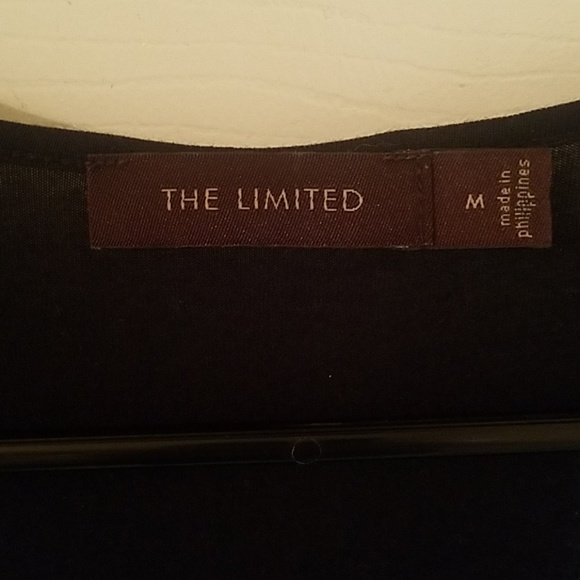 THE LIMITED
M
made in
philippines